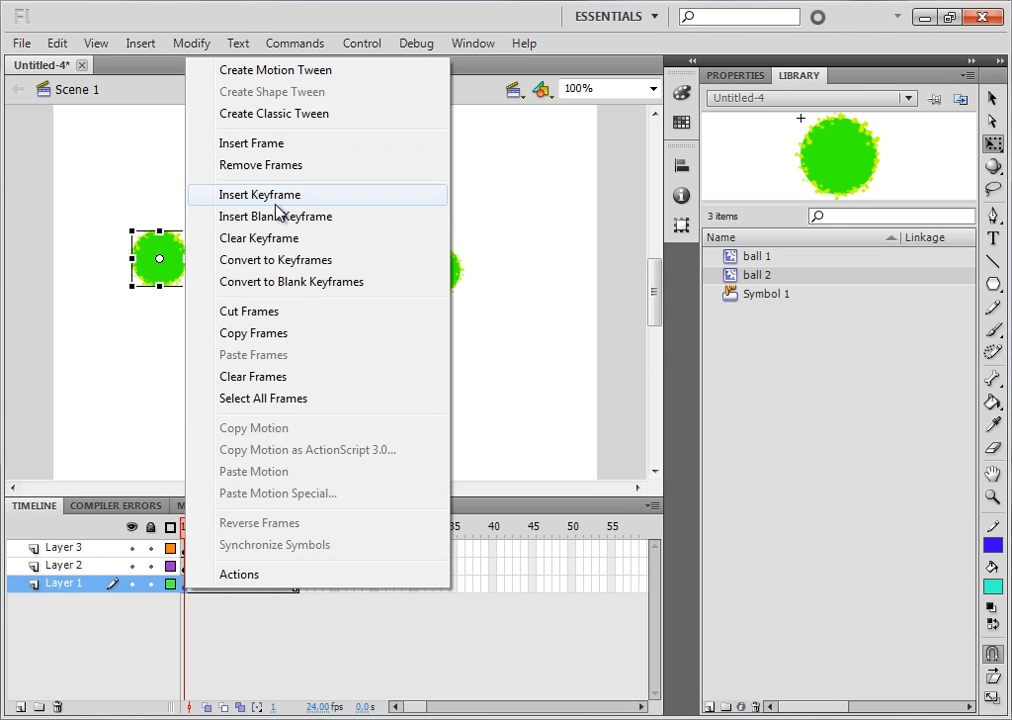 Fl
ESSENTIALS
File Edit View Insert Modify Text Commands Control Debug Window Help
Untitled-4*
Scene 1
100%
Create Motion Tween
Create Shape Tween
Create Classic Tween
Insert Frame
Remove Frames
Insert Keyframe
Insert Blank Keyframe
Clear Keyframe
Convert to Keyframes
Convert to Blank Keyframes
Cut Frames
Copy Frames
Paste Frames
Clear Frames
Select All Frames
Copy Motion
Copy Motion as ActionScript 3.0...
Paste Motion
Paste Motion Special...
Reverse Frames
Synchronize Symbols
Actions
PROPERTIES LIBRARY
Untitled-4
3 items
Name Linkage
ball 1
ball 2
Symbol 1
TIMELINE COMPILER ERRORS
35 40 45 50 55
Layer 3
Layer 2
Layer 1
1 24.00 fps 0.0 s